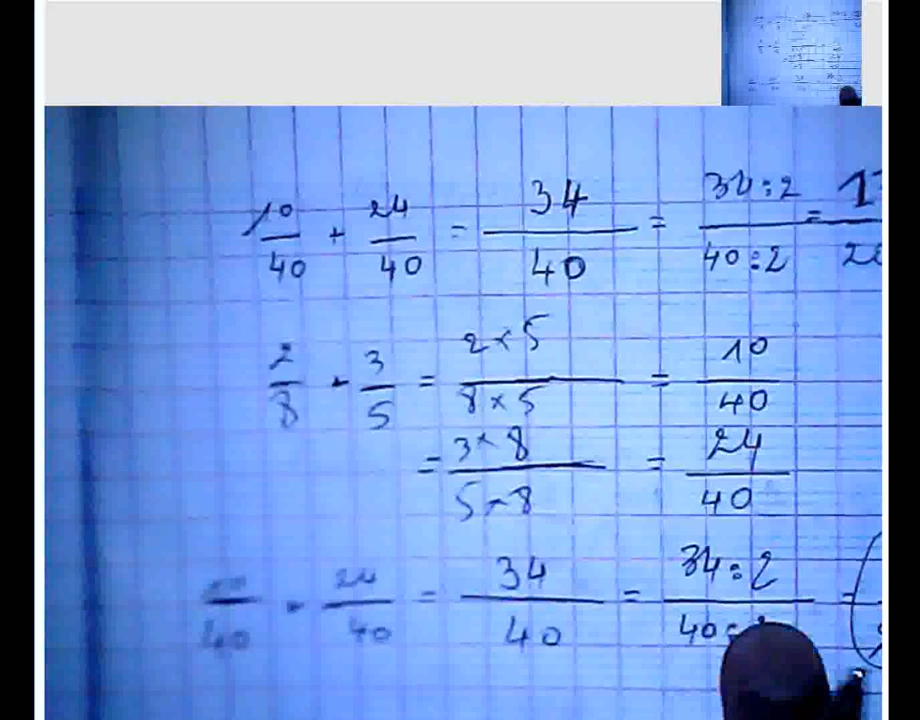 10/40 + 24/40 = 34/40 = 34:2/40:2 =
2/8 - 3/5 = 2×5/8×5 = 10/40
= 3×8/5×8 = 24/40
- 24/40 = 34/40 = 34:2/40: =